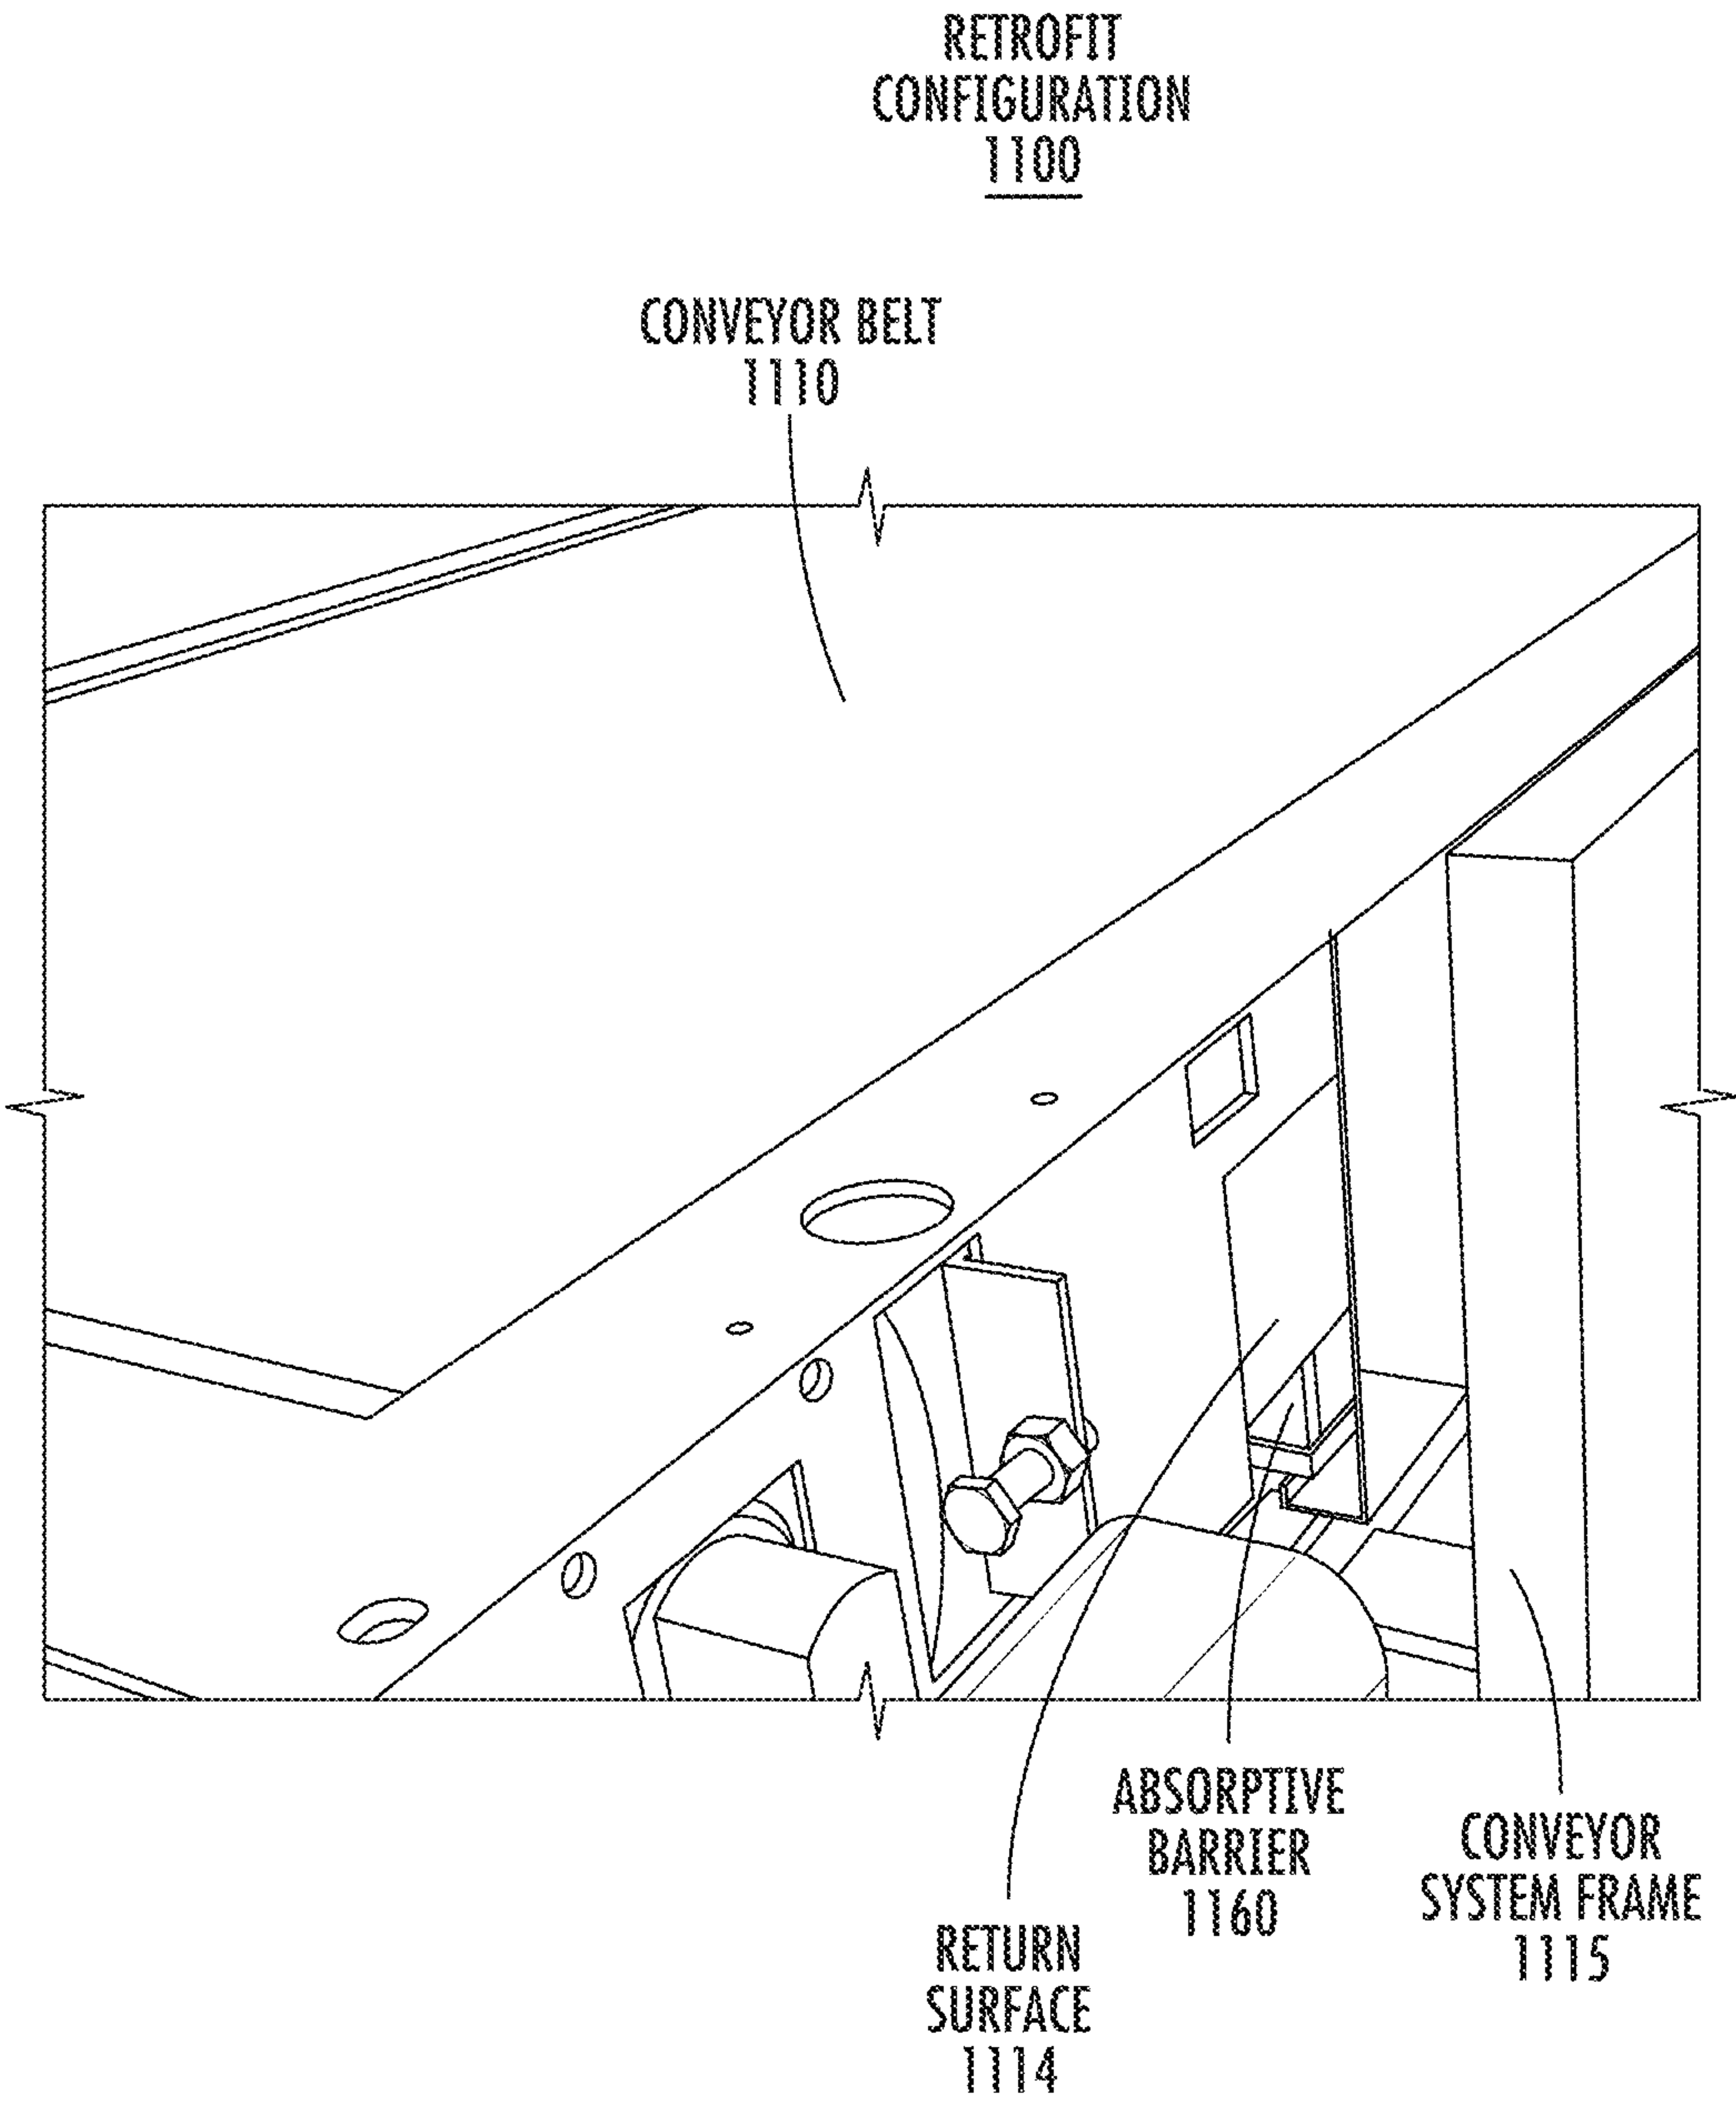 RETROFIT
CONFIGURATION
1100
CONVEYOR BELT
1110
ABSORPTIVE
BARRIER
1160
CONVEYOR
SYSTEM FRAME
1115
RETURN
SURFACE
1114